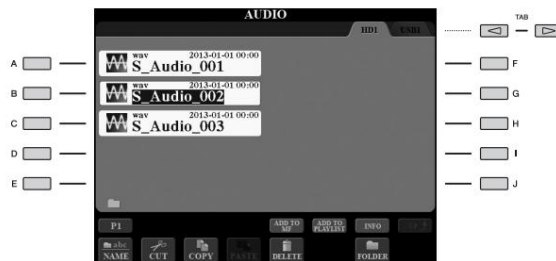 AUDIO
TAB
HD1 USB1
A
wav 2013-01-01 00:00
S_Audio_001
F
B
wav 2013-01-01 00:00
S_Audio_002
G
C
wav 2013-01-01 00:00
S_Audio_003
H
D
I
E
J
P1
ADD TO MF
ADD TO PLAYLIST
INFO
abc
NAME
CUT
COPY
PASTE
DELETE
FOLDER